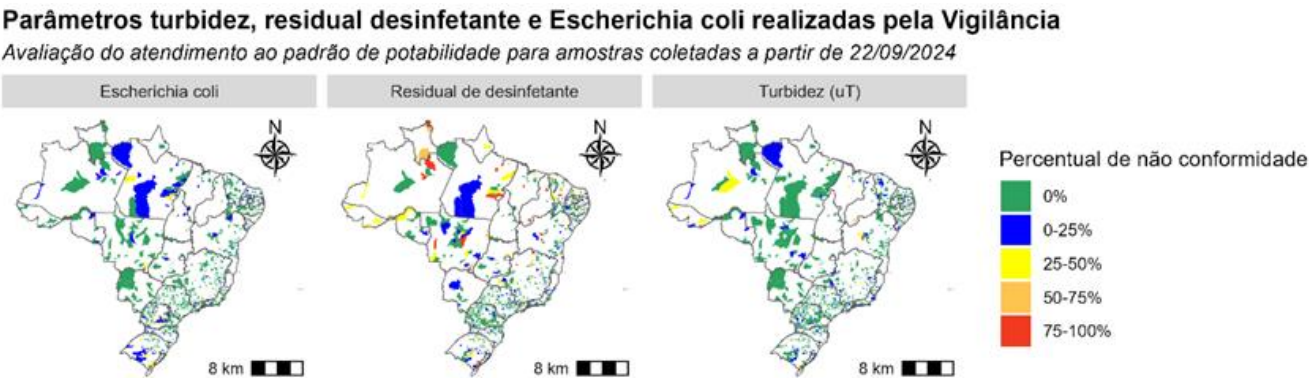 Parâmetros turbidez, residual desinfetante e Escherichia coli realizadas pela Vigilância
Avaliação do atendimento ao padrão de potabilidade para amostras coletadas a partir de 22/09/2024
Escherichia coli
Residual de desinfetante
Turbidez (uT)
N
N
N
8 km
8 km
8 km
Percentual de não conformidade
0%
0-25%
25-50%
50-75%
75-100%